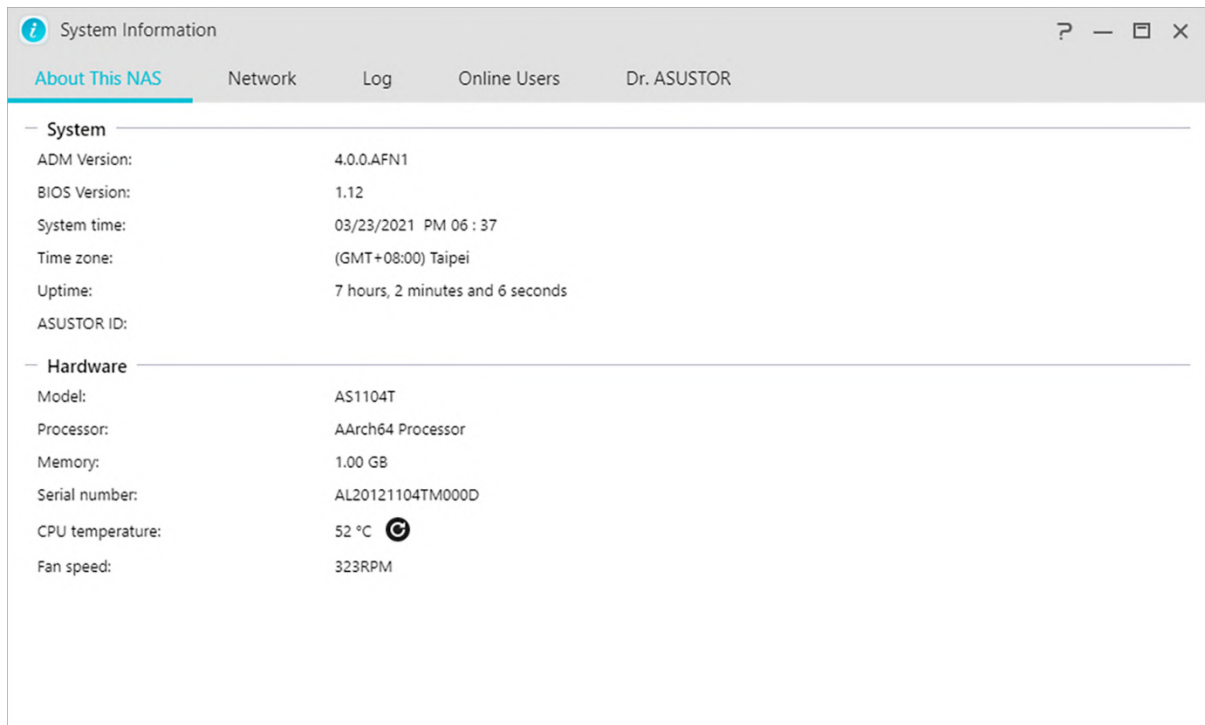 System Information
About This NAS Network Log Online Users Dr. ASUSTOR
System
ADM Version: 4.0.0.AFN1
BIOS Version: 1.12
System time: 03/23/2021 PM 06 : 37
Time zone: (GMT+08:00) Taipei
Uptime: 7 hours, 2 minutes and 6 seconds
ASUSTOR ID:
Hardware
Model: AS1104T
Processor: AArch64 Processor
Memory: 1.00 GB
Serial number: AL20121104TM000D
CPU temperature: 52 °C
Fan speed: 323RPM